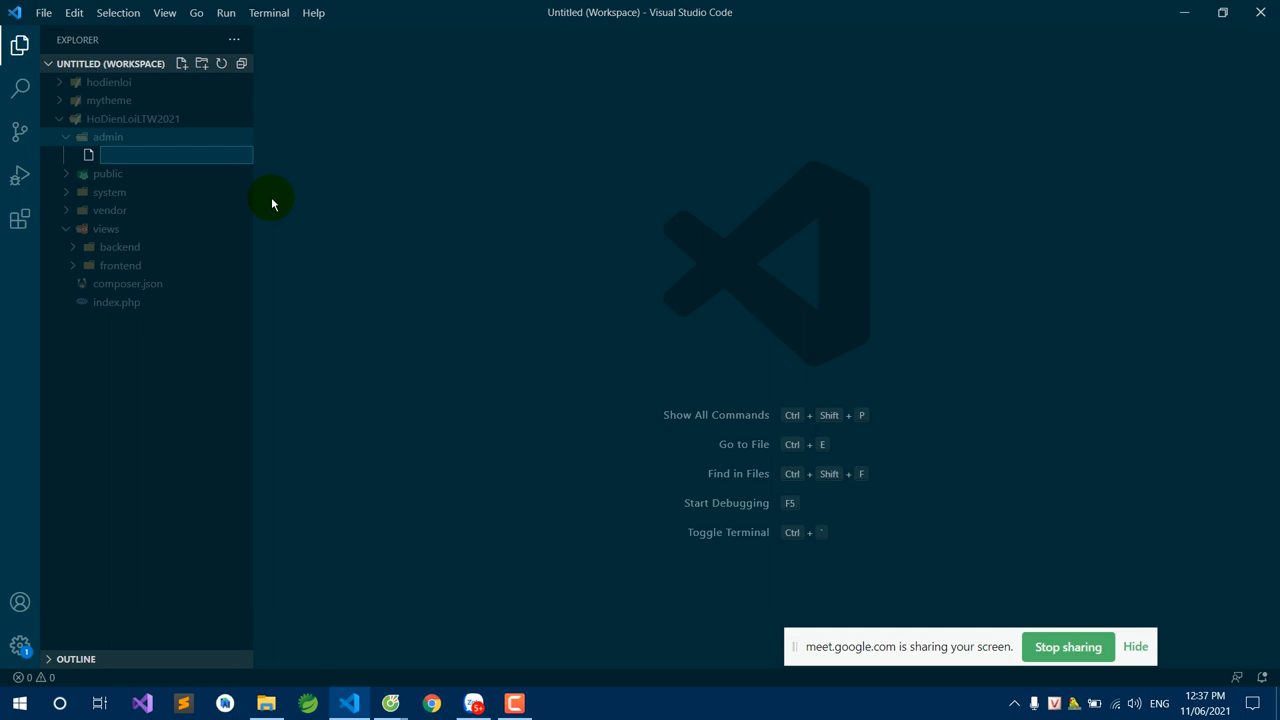 File Edit Selection View Go Run Terminal Help
Untitled (Workspace) - Visual Studio Code
EXPLORER
UNTITLED (WORKSPACE)
hodienloi
mytheme
HoDienLoiLTW2021
admin
public
system
vendor
views
backend
frontend
composer.json
index.php
Show All Commands Ctrl + Shift + P
Go to File Ctrl + E
Find in Files Ctrl + Shift + F
Start Debugging F5
Toggle Terminal Ctrl + `
meet.google.com is sharing your screen. Stop sharing Hide
1
OUTLINE
0 0
5+
ENG
12:37 PM
11/06/2021